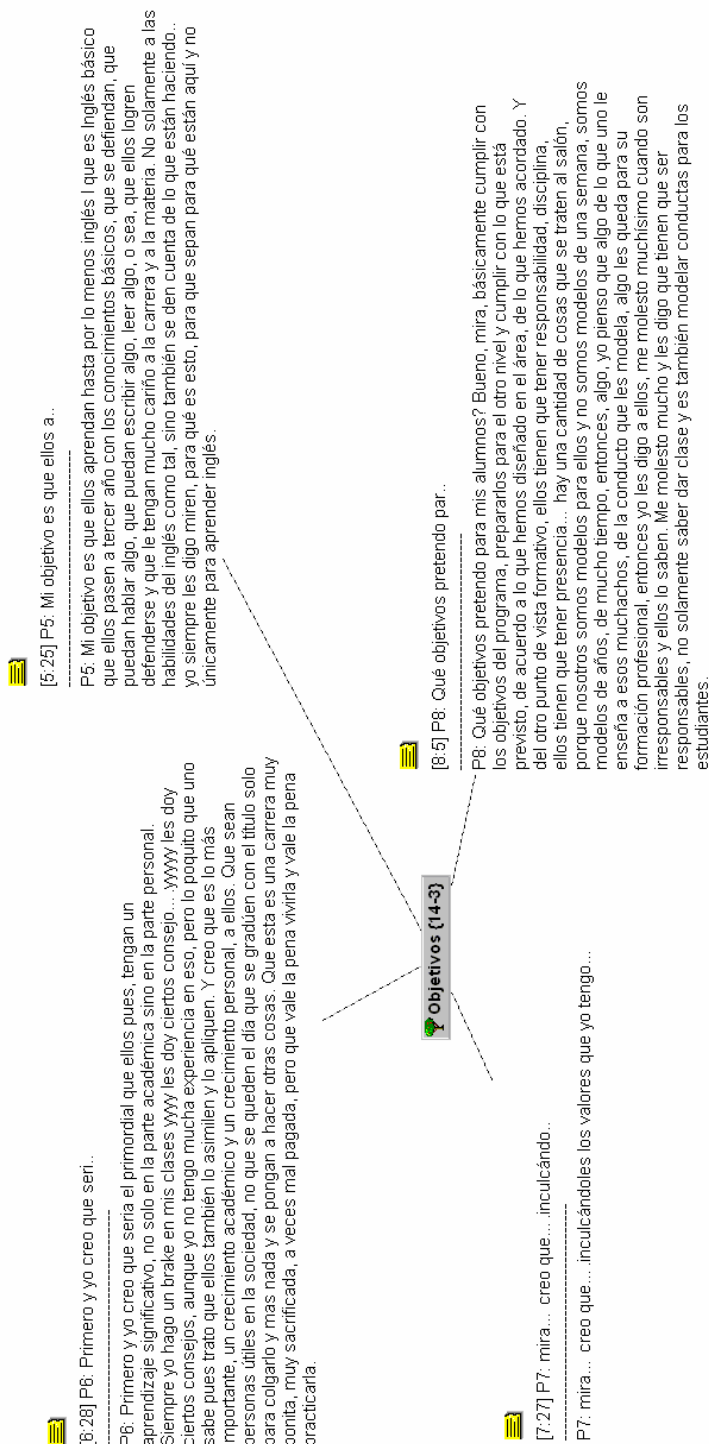 [6:28] P6: Primero y yo creo que seri..
P6: Primero y yo creo que seria el primordial que ellos pues, tengan un
aprendizaje significativo, no solo en la parte académica sino en la parte personal.
Siempre yo hago un brake en mis clases yyyy les doy ciertos consejo... .yyyyy les doy
ciertos consejos, aunque yo no tengo mucha experiencia en eso, pero lo poquito que uno
sabe pues trato que ellos también lo asimilen y lo apliquen. Y creo que es lo más
importante, un crecimiento académico y un crecimiento personal, a ellos. Que sean
personas útiles en la sociedad, no que se queden el día que se gradúen con el título solo
para colgarlo y mas nada y se pongan a hacer otras cosas. Que esta es una carrera muy
bonita, muy sacrificada, a veces mal pagada, pero que vale la pena vivirla y vale la pena
practicarla.
[5:25] P5: Mi objetivo es que ellos a..
P5: Mi objetivo es que ellos aprendan hasta por lo menos inglés I que es Inglés básico
que ellos pasen a tercer año con los conocimientos básicos, que se defiendan, que
puedan hablar algo, que puedan escribir algo, leer algo, o sea, que ellos logren
defenderse y que le tengan mucho cariño a la carrera y a la materia. No solamente a las
habilidades del inglés como tal, sino también se den cuenta de lo que están haciendo..
yo siempre les digo miren, para qué es esto, para que sepan para qué están aquí y no
únicamente para aprender inglés.
Objetivos {14-3}
[7:27] P7: mira... creo que... .inculcándo..
P7: mira... creo que... .inculcándoles los valores que yo tengo...
[8:5] P8: Qué objetivos pretendo par..
P8: Qué objetivos pretendo para mis alumnos? Bueno, mira, básicamente cumplir con
los objetivos del programa, prepararlos para el otro nivel y cumplir con lo que está
previsto, de acuerdo a lo que hemos diseñado en el área, de lo que hemos acordado. Y
del otro punto de vista formativo, ellos tienen que tener responsabilidad, disciplina,
ellos tienen que tener presencia... hay una cantidad de cosas que se traten al salón,
porque nosotros somos modelos para ellos y no somos modelos de una semana, somos
modelos de años, de mucho tiempo, entonces, algo, yo pienso que algo de lo que uno le
enseña a esos muchachos, de la conducto que les modela, algo les queda para su
formación profesional, entonces yo les digo a ellos, me molesto muchísimo cuando son
irresponsables y ellos lo saben. Me molesto mucho y les digo que tienen que ser
responsables, no solamente saber dar clase y es también modelar conductas para los
estudiantes.